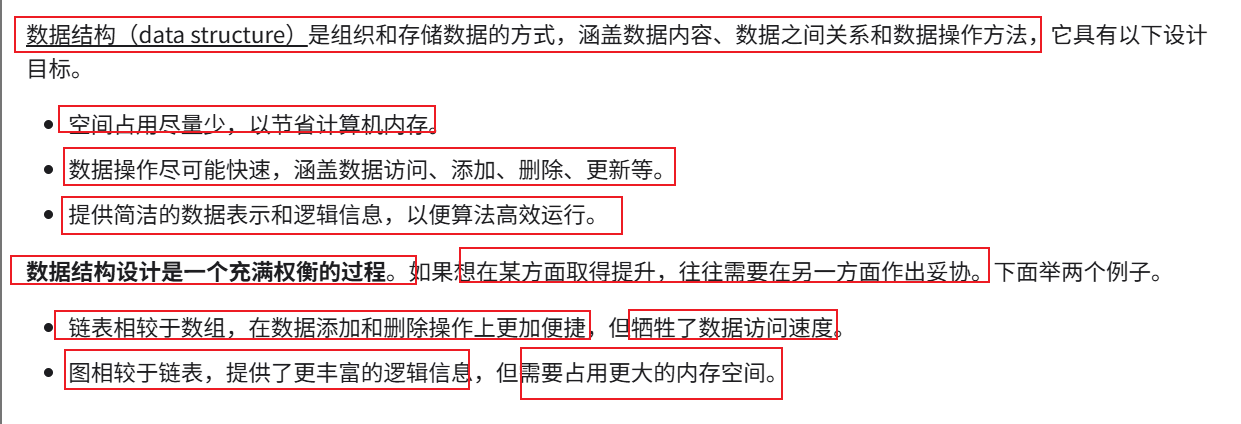 数据结构（data structure）是组织和存储数据的方式，涵盖数据内容、数据之间关系和数据操作方法，它具有以下设计
目标。
• 空间占用尽量少，以节省计算机内存。
• 数据操作尽可能快速，涵盖数据访问、添加、删除、更新等。
• 提供简洁的数据表示和逻辑信息，以便算法高效运行。
数据结构设计是一个充满权衡的过程。如果想在某方面取得提升，往往需要在另一方面作出妥协。下面举两个例子。
• 链表相较于数组，在数据添加和删除操作上更加便捷，但牺牲了数据访问速度。
• 图相较于链表，提供了更丰富的逻辑信息，但需要占用更大的内存空间。